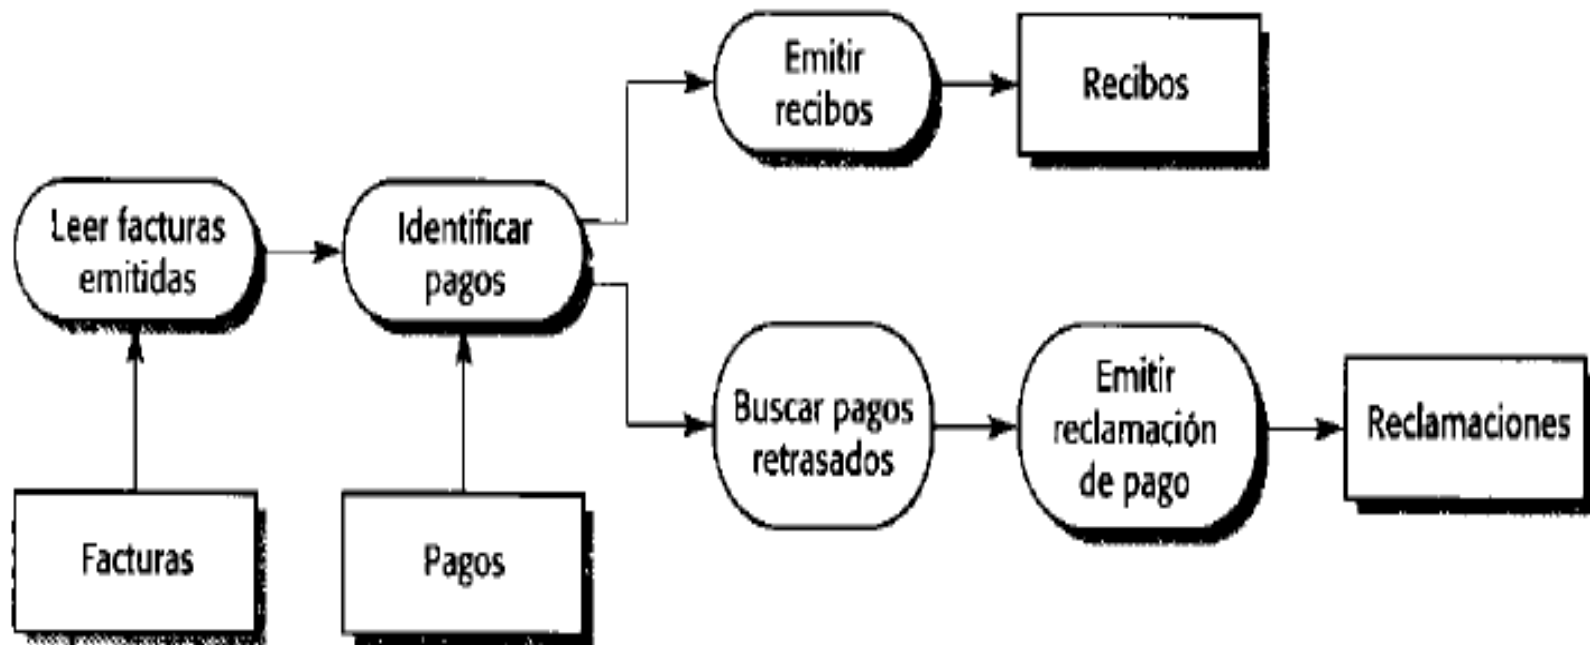 Emitir
recibos
Recibos
Leer facturas
emitidas
Identificar
pagos
Buscar pagos
retrasados
Emitir
reclamación
de pago
Reclamaciones
Facturas
Pagos